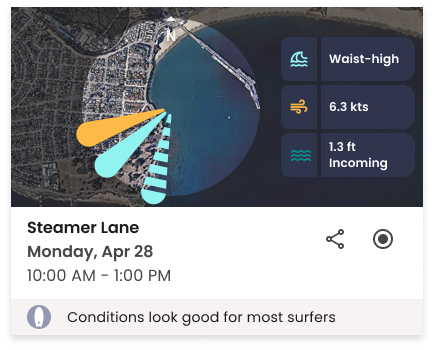 N
Waist-high
6.3 kts
1.3 ft
Incoming
Steamer Lane
Monday, Apr 28
10:00 AM - 1:00 PM
Conditions look good for most surfers